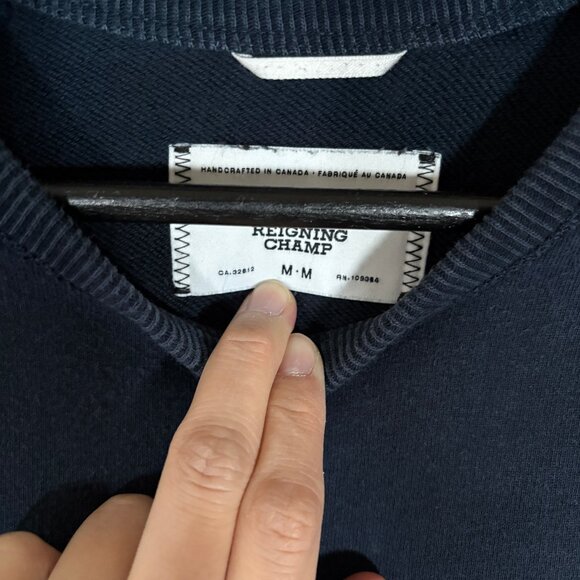 HANDCRAFTED IN CANADA · FABRIQUÉ AU CANADA
REIGNING
CHAMP
CA.32812 M·M RN.109384